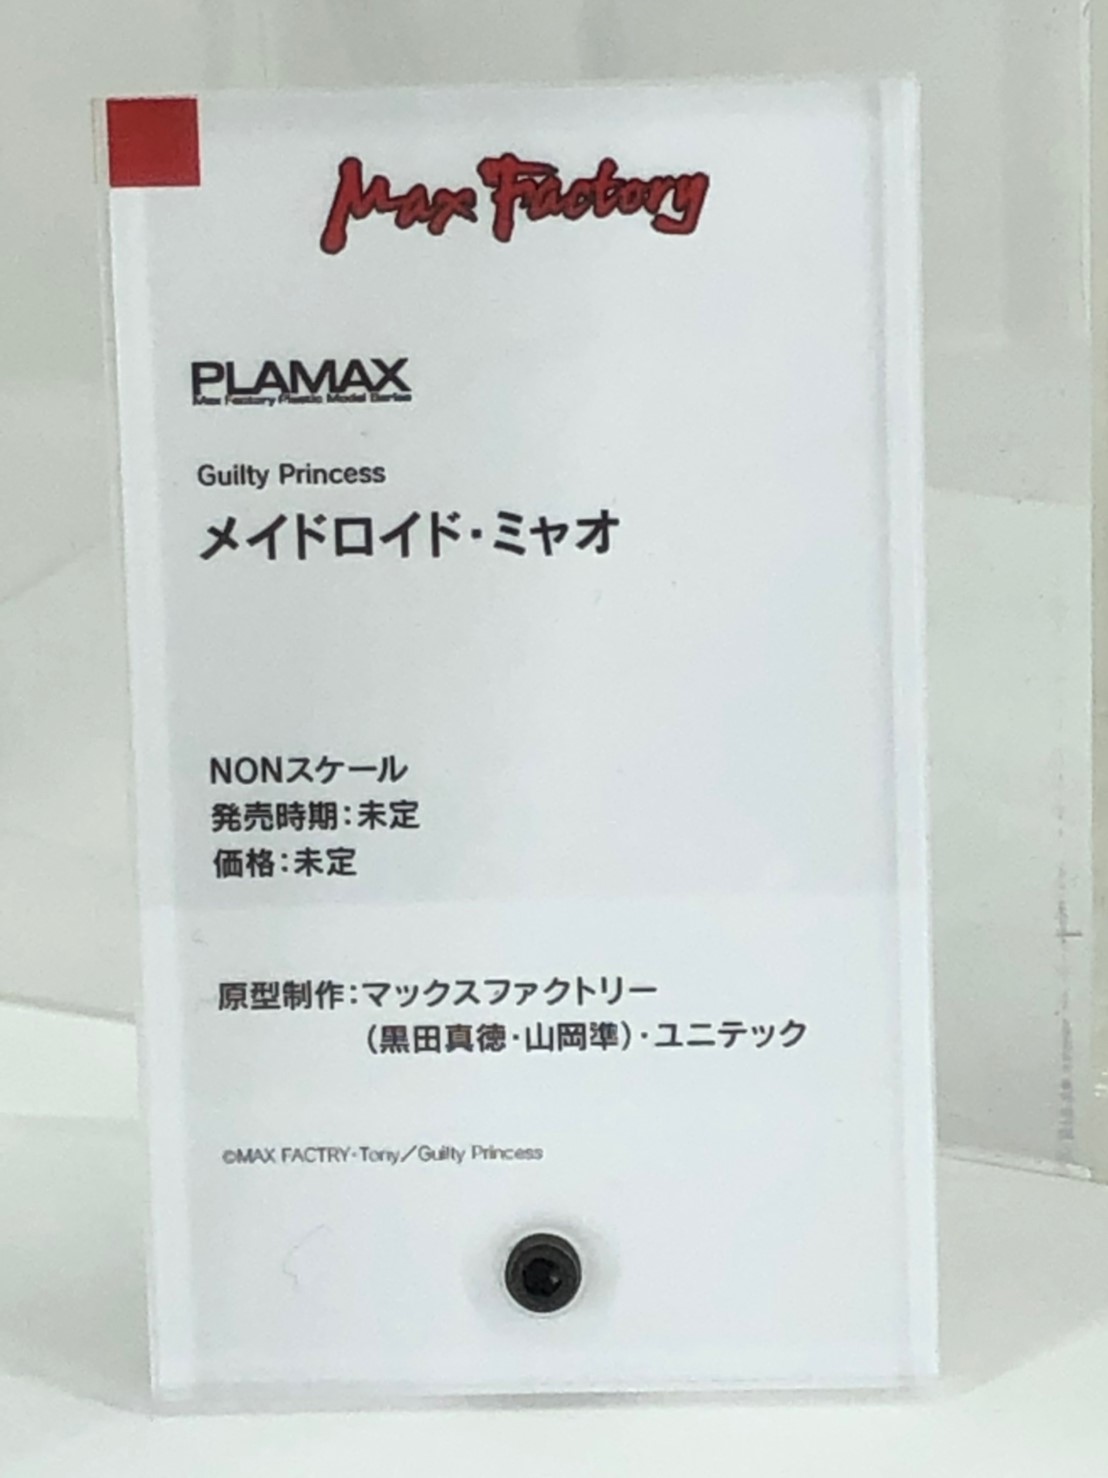 Max Factory
PLAMAX
Max Factory Plastic Model Series
Guilty Princess
メイドロイド・ミャオ
NONスケール
発売時期：未定
価格：未定
原型制作：マックスファクトリー
（黒田真徳・山岡準）・ユニテック
©MAX FACTRY・Tony／Guilty Princess